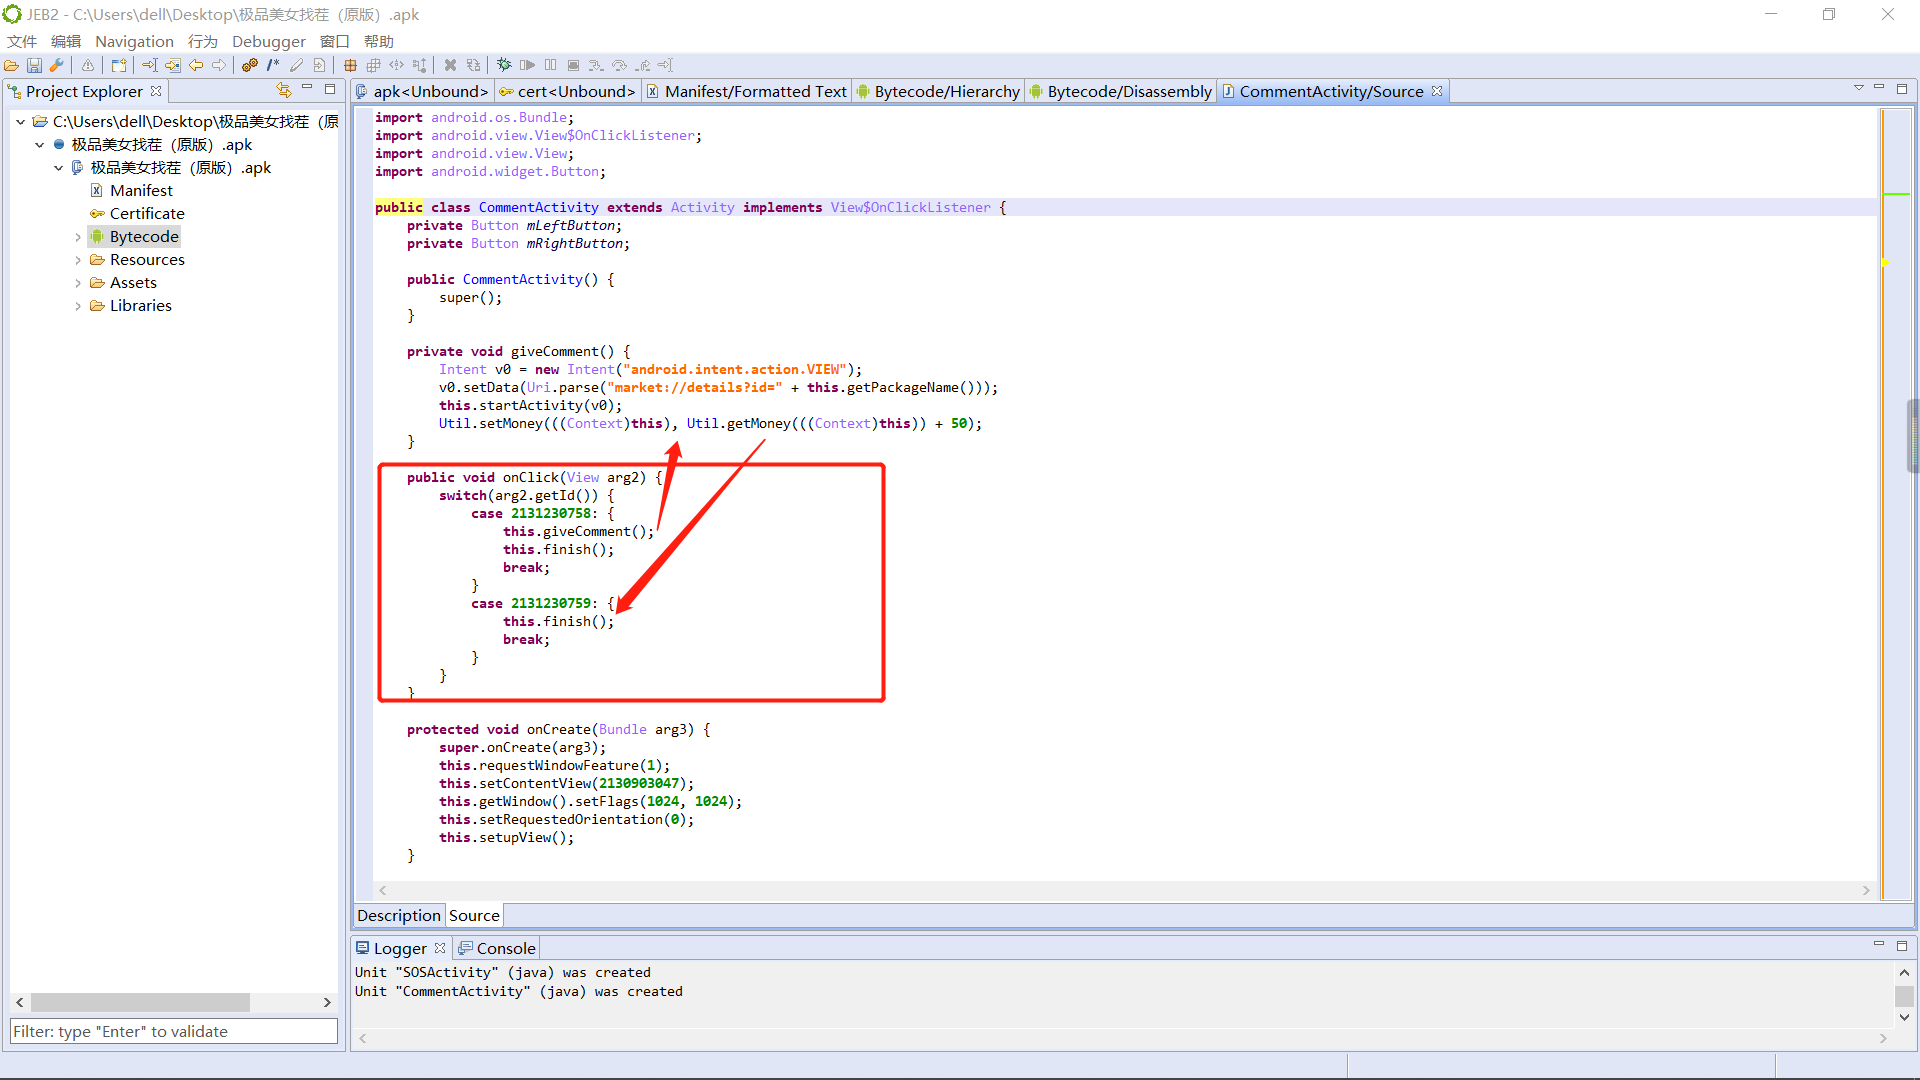 JEB2 - C:\Users\dell\Desktop\极品美女找茬（原版）.apk
文件 编辑 Navigation 行为 Debugger 窗口 帮助
Project Explorer
C:\Users\dell\Desktop\极品美女找茬（原
极品美女找茬（原版）.apk
极品美女找茬（原版）.apk
Manifest
Certificate
Bytecode
Resources
Assets
Libraries
Filter: type "Enter" to validate
apk<Unbound> cert<Unbound> Manifest/Formatted Text Bytecode/Hierarchy Bytecode/Disassembly CommentActivity/Source
import android.os.Bundle;
import android.view.View$OnClickListener;
import android.view.View;
import android.widget.Button;
public class CommentActivity extends Activity implements View$OnClickListener {
private Button mLeftButton;
private Button mRightButton;
public CommentActivity() {
super();
}
private void giveComment() {
Intent v0 = new Intent("android.intent.action.VIEW");
v0.setData(Uri.parse("market://details?id=" + this.getPackageName()));
this.startActivity(v0);
Util.setMoney(((Context)this), Util.getMoney(((Context)this)) + 50);
}
public void onClick(View arg2) {
switch(arg2.getId()) {
case 2131230758: {
this.giveComment();
this.finish();
break;
}
case 2131230759: {
this.finish();
break;
}
}
}
protected void onCreate(Bundle arg3) {
super.onCreate(arg3);
this.requestWindowFeature(1);
this.setContentView(2130903047);
this.getWindow().setFlags(1024, 1024);
this.setRequestedOrientation(0);
this.setupView();
}
Description Source
Logger Console
Unit "SOSActivity" (java) was created
Unit "CommentActivity" (java) was created